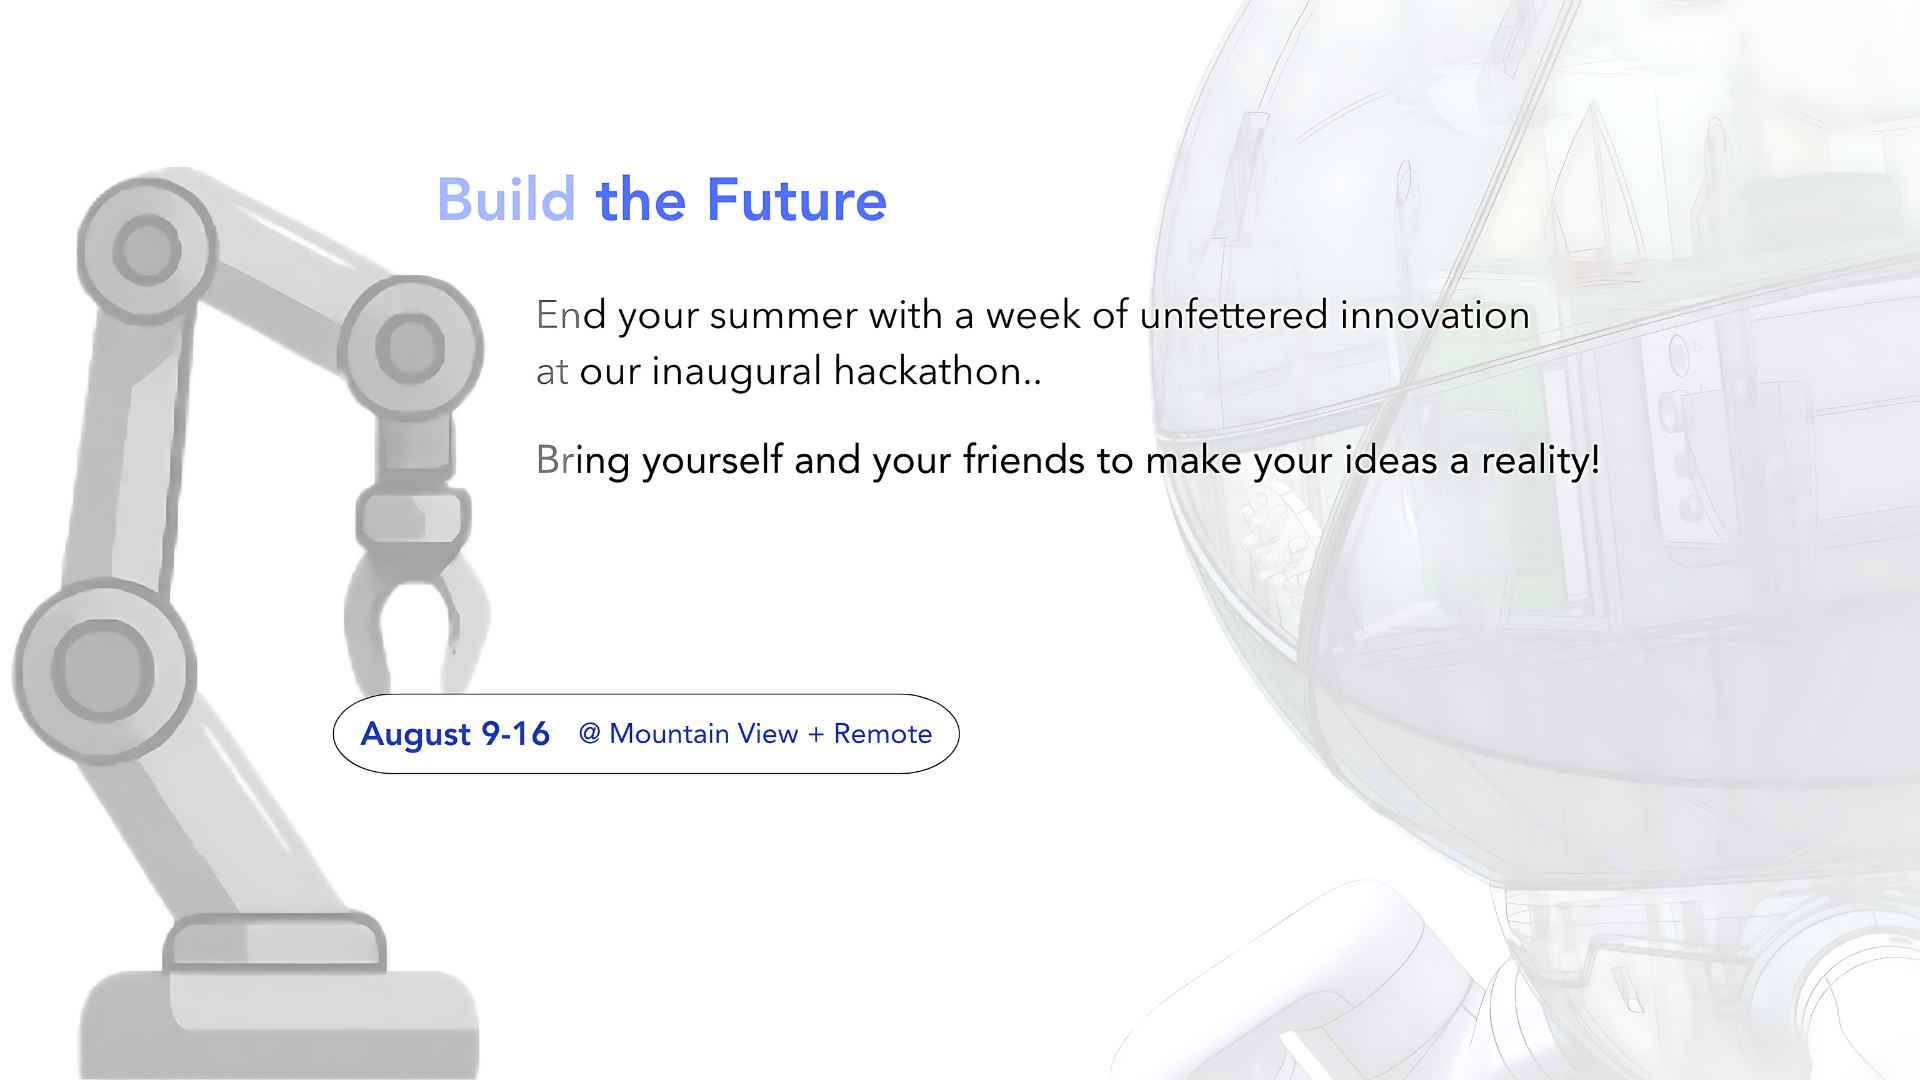 Build the Future
End your summer with a week of unfettered innovation
at our inaugural hackathon..
Bring yourself and your friends to make your ideas a reality!
August 9-16 @ Mountain View + Remote